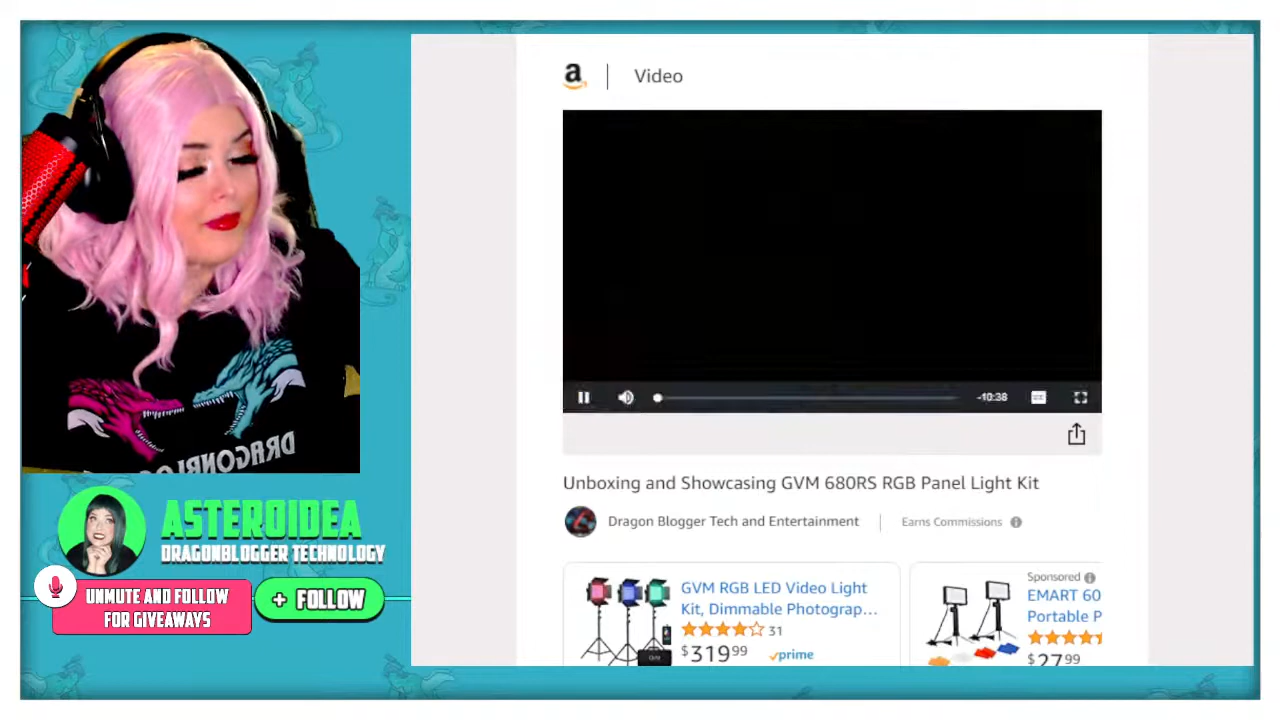 a | Video
-10:38
CC
Unboxing and Showcasing GVM 680RS RGB Panel Light Kit
Dragon Blogger Tech and Entertainment | Earns Commissions i
GVM RGB LED Video Light
Kit, Dimmable Photograp...
31
$319.99 prime
Sponsored i
EMART 60
Portable P
$27.99
DRAGONBLOG
ASTEROIDEA
DRAGONBLOGGER TECHNOLOGY
UNMUTE AND FOLLOW
FOR GIVEAWAYS
+ FOLLOW